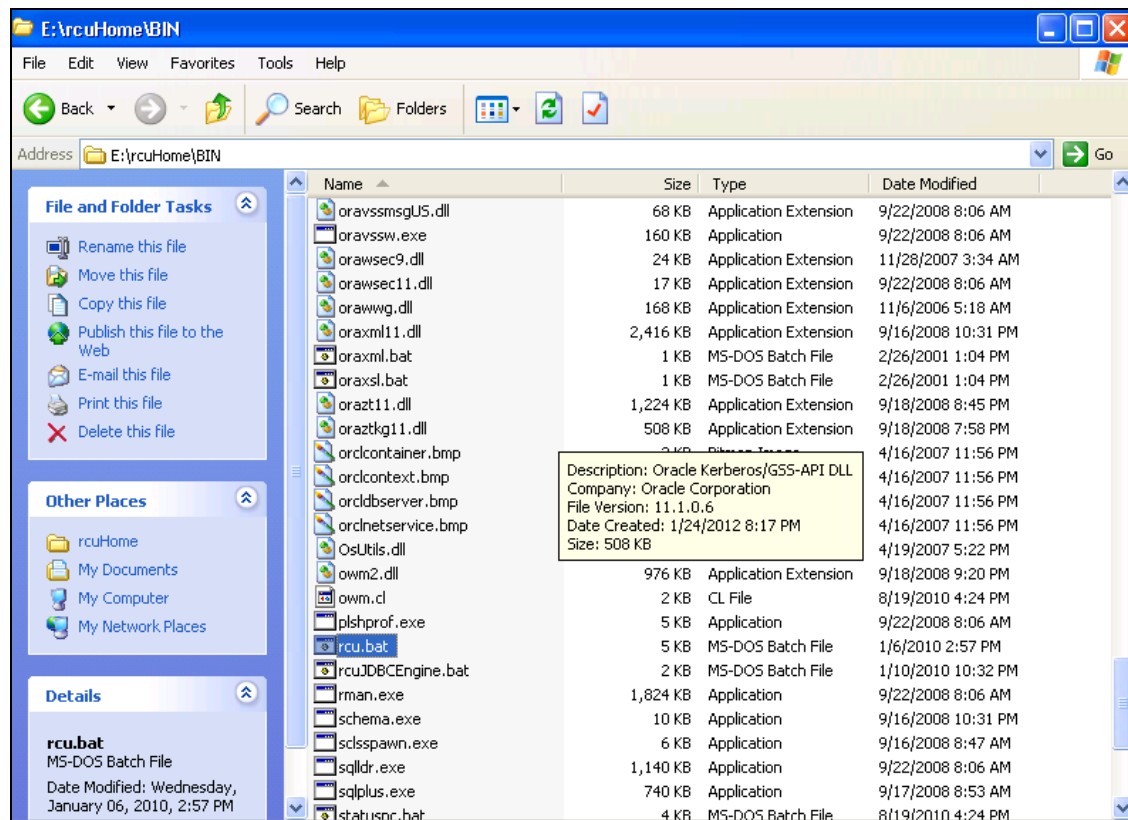 E:\rcuHome\BIN
File Edit View Favorites Tools Help
Back Search Folders
Address E:\rcuHome\BIN Go
File and Folder Tasks
Rename this file
Move this file
Copy this file
Publish this file to the
Web
E-mail this file
Print this file
Delete this file
Other Places
rcuHome
My Documents
My Computer
My Network Places
Details
rcu.bat
MS-DOS Batch File
Date Modified: Wednesday,
January 06, 2010, 2:57 PM
Name Size Type Date Modified
oravssmsgUS.dll 68 KB Application Extension 9/22/2008 8:06 AM
oravssw.exe 160 KB Application 9/22/2008 8:06 AM
orawsec9.dll 24 KB Application Extension 11/28/2007 3:34 AM
orawsec11.dll 17 KB Application Extension 9/22/2008 8:06 AM
orawwg.dll 168 KB Application Extension 11/6/2006 5:18 AM
oraxml11.dll 2,416 KB Application Extension 9/16/2008 10:31 PM
oraxml.bat 1 KB MS-DOS Batch File 2/26/2001 1:04 PM
oraxsl.bat 1 KB MS-DOS Batch File 2/26/2001 1:04 PM
orazt11.dll 1,224 KB Application Extension 9/18/2008 8:45 PM
oraztkg11.dll 508 KB Application Extension 9/18/2008 7:58 PM
orclcontainer.bmp 4/16/2007 11:56 PM
orclcontext.bmp 4/16/2007 11:56 PM
orcldbserver.bmp 4/16/2007 11:56 PM
orclnetservice.bmp 4/16/2007 11:56 PM
OsUtils.dll 4/19/2007 5:22 PM
Description: Oracle Kerberos/GSS-API DLL
Company: Oracle Corporation
File Version: 11.1.0.6
Date Created: 1/24/2012 8:17 PM
Size: 508 KB
owm2.dll 976 KB Application Extension 9/18/2008 9:20 PM
owm.cl 2 KB CL File 8/19/2010 4:24 PM
plshprof.exe 5 KB Application 9/22/2008 8:06 AM
rcu.bat 5 KB MS-DOS Batch File 1/6/2010 2:57 PM
rcuJDBCEngine.bat 2 KB MS-DOS Batch File 1/10/2010 10:32 PM
rman.exe 1,824 KB Application 9/22/2008 8:06 AM
schema.exe 10 KB Application 9/16/2008 10:31 PM
sclsspawn.exe 6 KB Application 9/16/2008 8:47 AM
sqlldr.exe 1,140 KB Application 9/22/2008 8:06 AM
sqlplus.exe 740 KB Application 9/17/2008 8:53 AM
statusnc.bat 4 KB MS-DOS Batch File 8/19/2010 4:24 PM